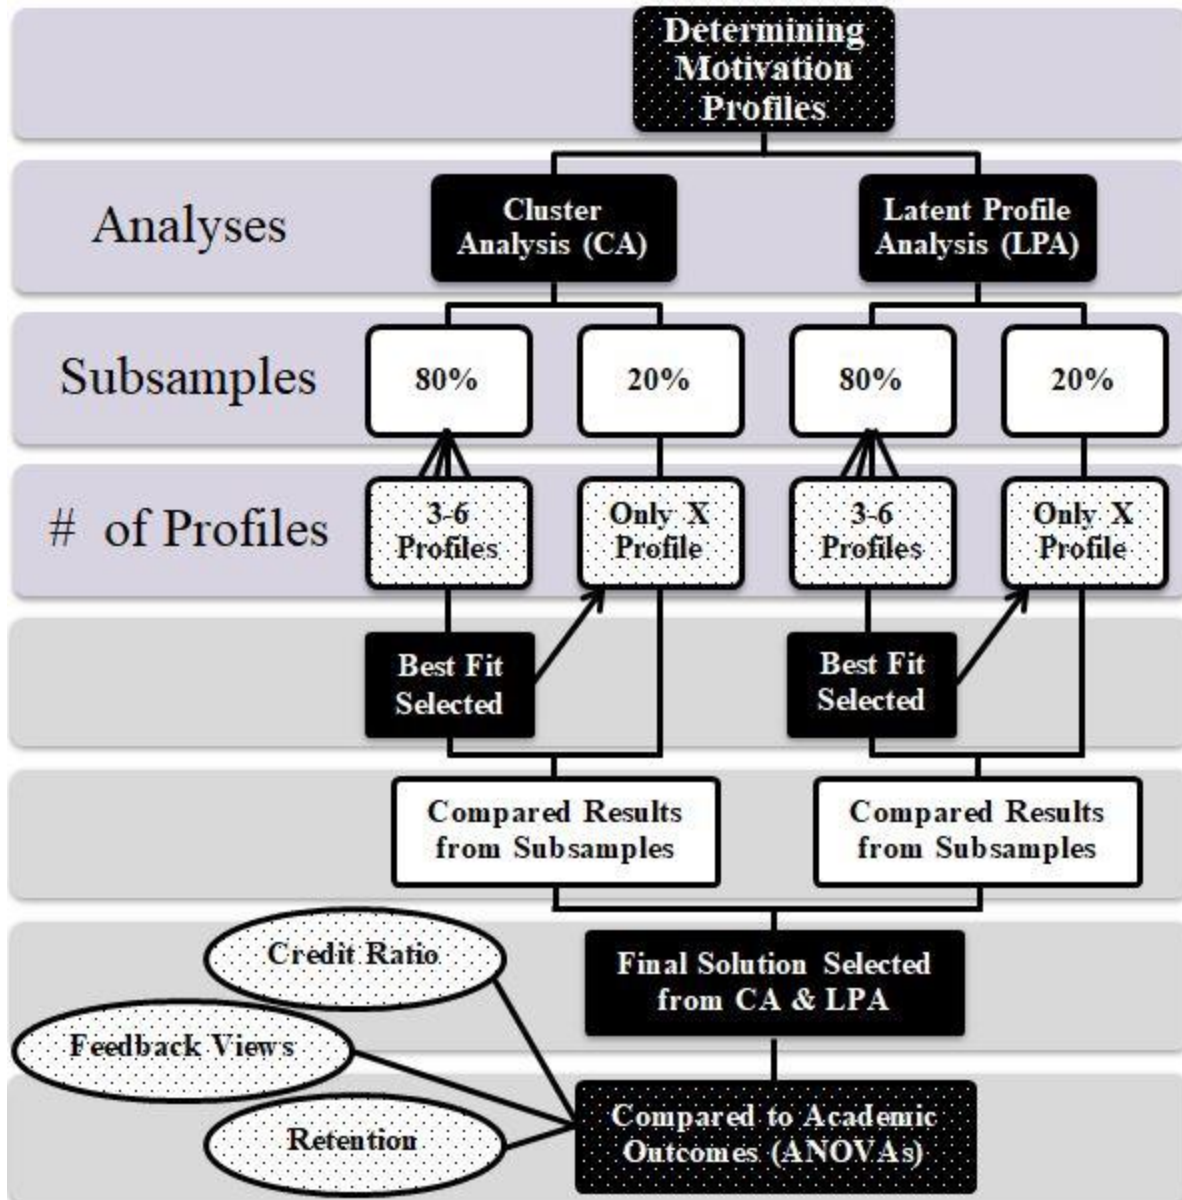 Determining
Motivation
Profiles
Analyses
Cluster
Analysis (CA)
Latent Profile
Analysis (LPA)
Subsamples
80%
20%
80%
20%
# of Profiles
3-6
Profiles
Only X
Profile
3-6
Profiles
Only X
Profile
Best Fit
Selected
Best Fit
Selected
Compared Results
from Subsamples
Compared Results
from Subsamples
Credit Ratio
Final Solution Selected
from CA & LPA
Feedback Views
Retention
Compared to Academic
Outcomes (ANOVAs)